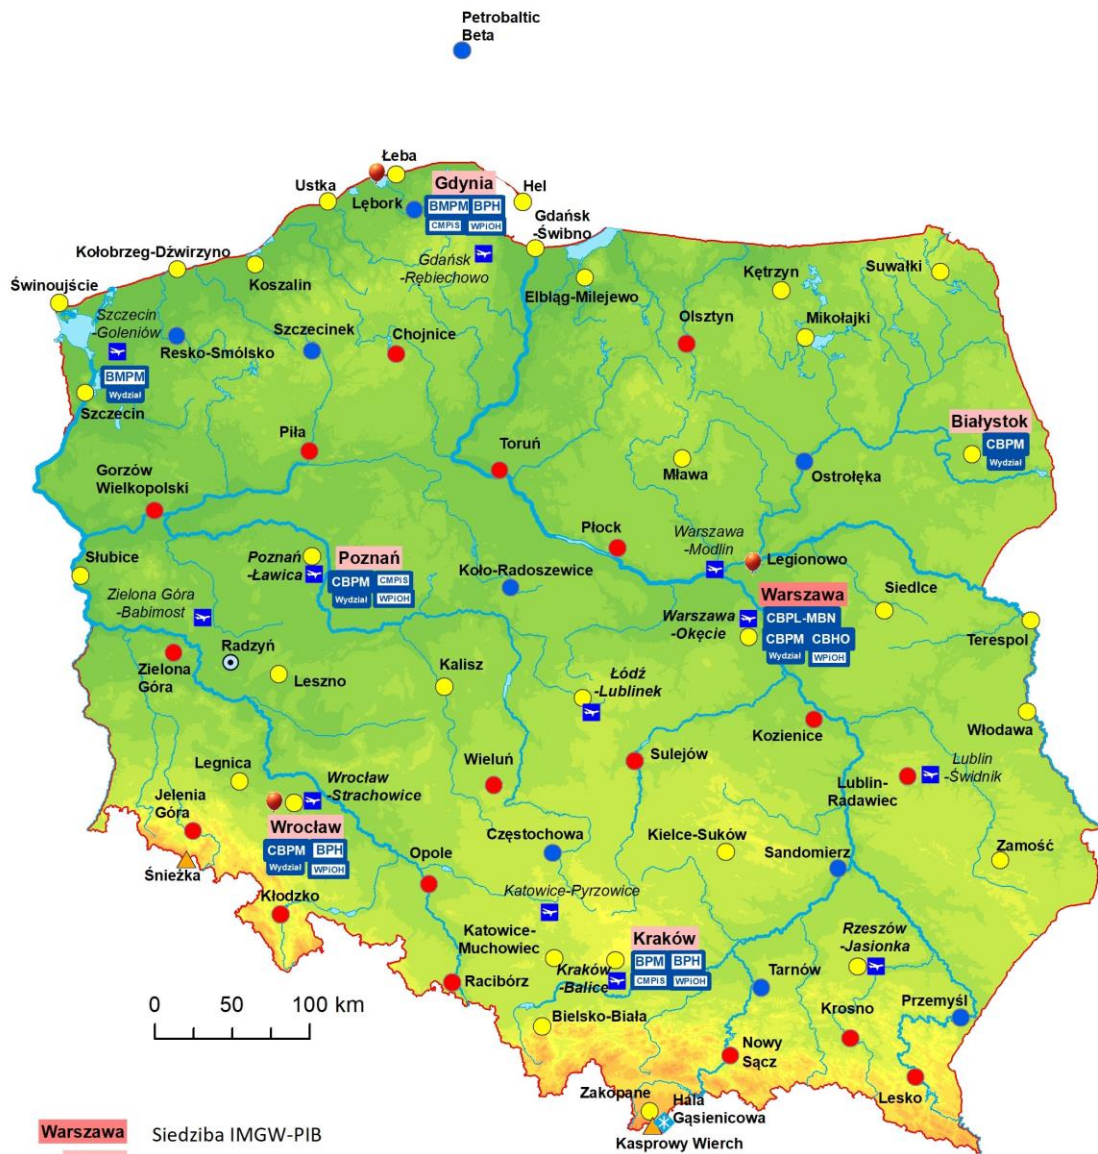 Petrobaltic
Beta
Łeba
Ustka
Lębork
Gdynia
BMPM BPH
CMPiS WPiOH
Hel
Gdańsk
-Świbno
Kołobrzeg-Dźwirzyno
Koszalin
Gdańsk
-Rębiechowo
Elbląg-Milejewo
Kętrzyn
Suwałki
Świnoujście
Szczecin
-Goleniów
Resko-Smólsko
Szczecinek
Chojnice
Olsztyn
Mikołajki
BMPM
Wydział
Szczecin
Piła
Toruń
Mława
Ostrołęka
Białystok
CBPM
Wydział
Gorzów
Wielkopolski
Płock
Warszawa
-Modlin
Legionowo
Słubice
Poznań
-Ławica
Poznań
CBPM CMPiS
Wydział WPiOH
Koło-Radoszewice
Zielona Góra
-Babimost
Warszawa
-Okęcie
Warszawa
CBPL-MBN
CBPM CBHO
Wydział WPiOH
Siedlce
Terespol
Zielona
Góra
Radzyń
Leszno
Kalisz
Łódź
-Lublinek
Kozienice
Włodawa
Legnica
Wrocław
-Strachowice
Wieluń
Sulejów
Lublin-
Radawiec
Lublin
-Świdnik
Jelenia
Góra
Wrocław
CBPM BPH
Wydział WPiOH
Śnieżka
Częstochowa
Kielce-Suków
Sandomierz
Zamość
Opole
Kłodzko
Katowice-Pyrzowice
Katowice-
Muchowiec
Kraków
BPM BPH
CMPiS WPiOH
Kraków
-Balice
Rzeszów
-Jasionka
Racibórz
Tarnów
Przemyśl
0 50 100 km
Bielsko-Biała
Krosno
Nowy
Sącz
Lesko
Zakopane
Hala
Gąsienicowa
Kasprowy Wierch
Warszawa Siedziba IMGW-PIB